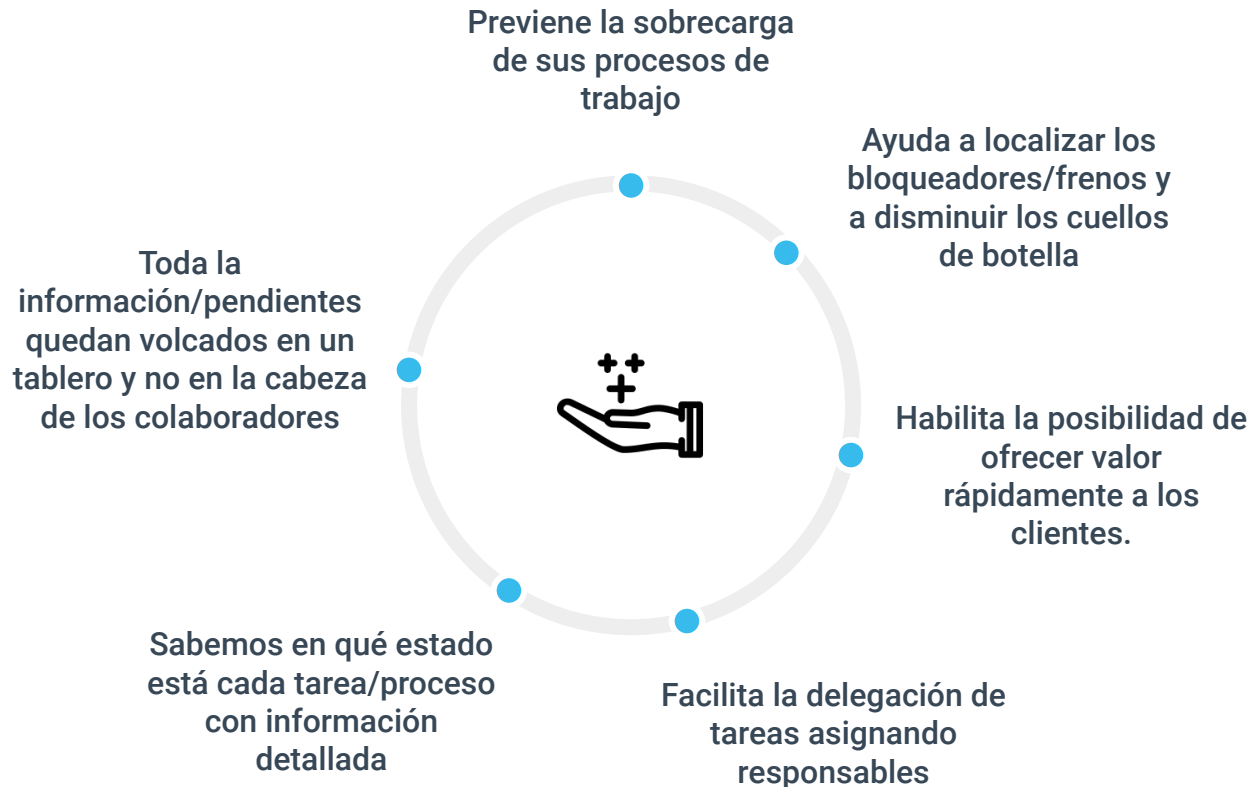 Previene la sobrecarga
de sus procesos de
trabajo
Ayuda a localizar los
bloqueadores/frenos y
a disminuir los cuellos
de botella
Habilita la posibilidad de
ofrecer valor
rápidamente a los
clientes.
Facilita la delegación de
tareas asignando
responsables
Sabemos en qué estado
está cada tarea/proceso
con información
detallada
Toda la
información/pendientes
quedan volcados en un
tablero y no en la cabeza
de los colaboradores